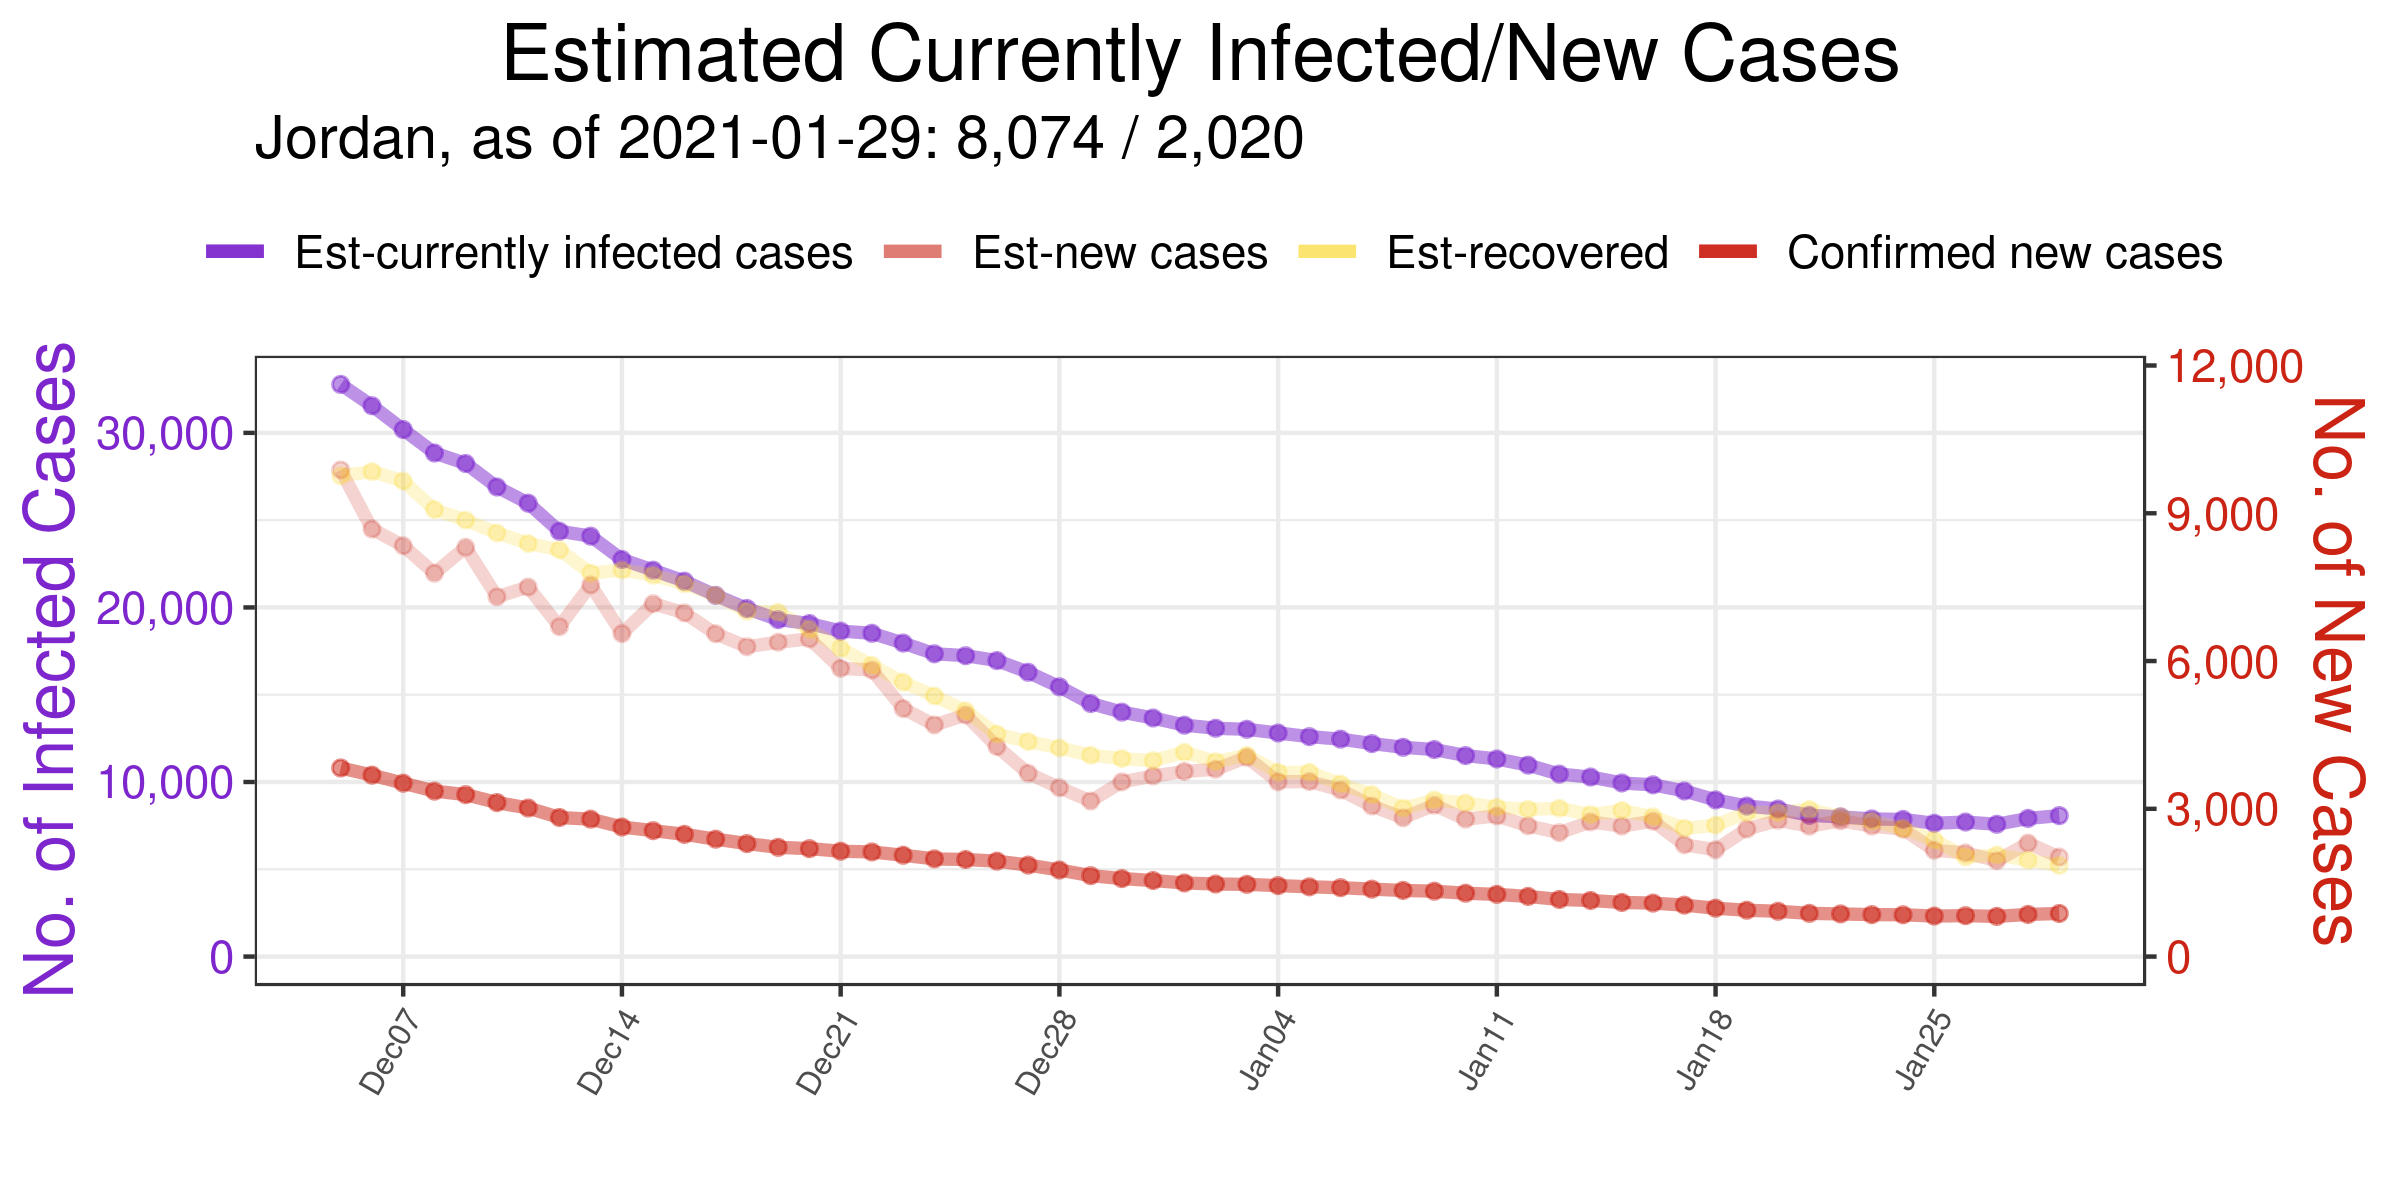 Estimated Currently Infected/New Cases
Jordan, as of 2021-01-29: 8,074 / 2,020
Est-currently infected cases Est-new cases Est-recovered Confirmed new cases
No. of Infected Cases
30,000
20,000
10,000
0
12,000
9,000
6,000
3,000
0
No. of New Cases
Dec07 Dec14 Dec21 Dec28 Jan04 Jan11 Jan18 Jan25